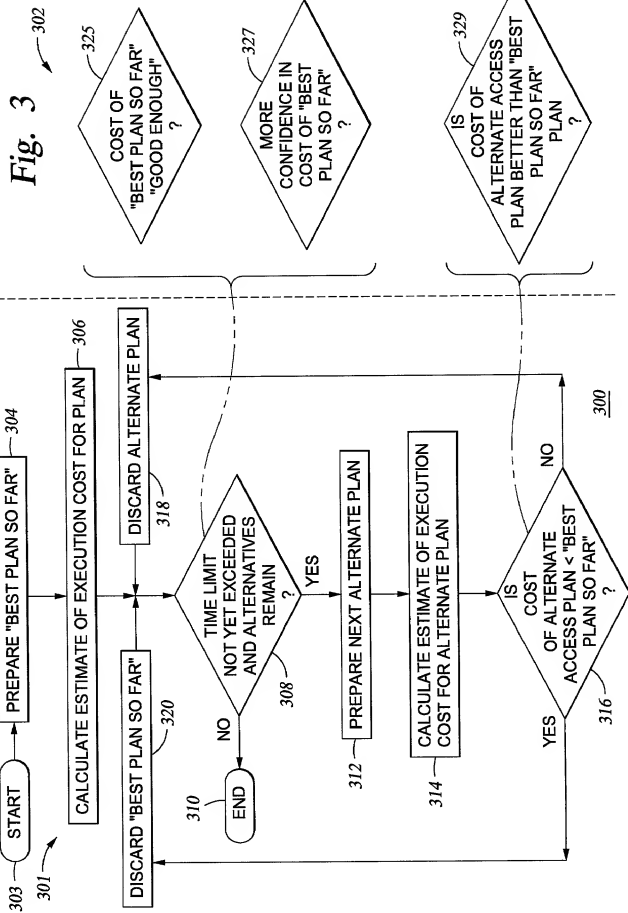 Fig. 3
302
301
303
START
304
PREPARE "BEST PLAN SO FAR"
306
CALCULATE ESTIMATE OF EXECUTION COST FOR PLAN
DISCARD "BEST PLAN SO FAR"
320
DISCARD ALTERNATE PLAN
318
TIME LIMIT
NOT YET EXCEEDED
AND ALTERNATIVES
REMAIN
?
308
NO
310
END
YES
312
PREPARE NEXT ALTERNATE PLAN
314
CALCULATE ESTIMATE OF EXECUTION
COST FOR ALTERNATE PLAN
IS
COST
OF ALTERNATE
ACCESS PLAN < "BEST
PLAN SO FAR"
?
316
YES
NO
300
325
COST OF
"BEST PLAN SO FAR"
"GOOD ENOUGH"
?
327
MORE
CONFIDENCE IN
COST OF "BEST
PLAN SO FAR"
?
329
IS
COST OF
ALTERNATE ACCESS
PLAN BETTER THAN "BEST
PLAN SO FAR"
PLAN
?